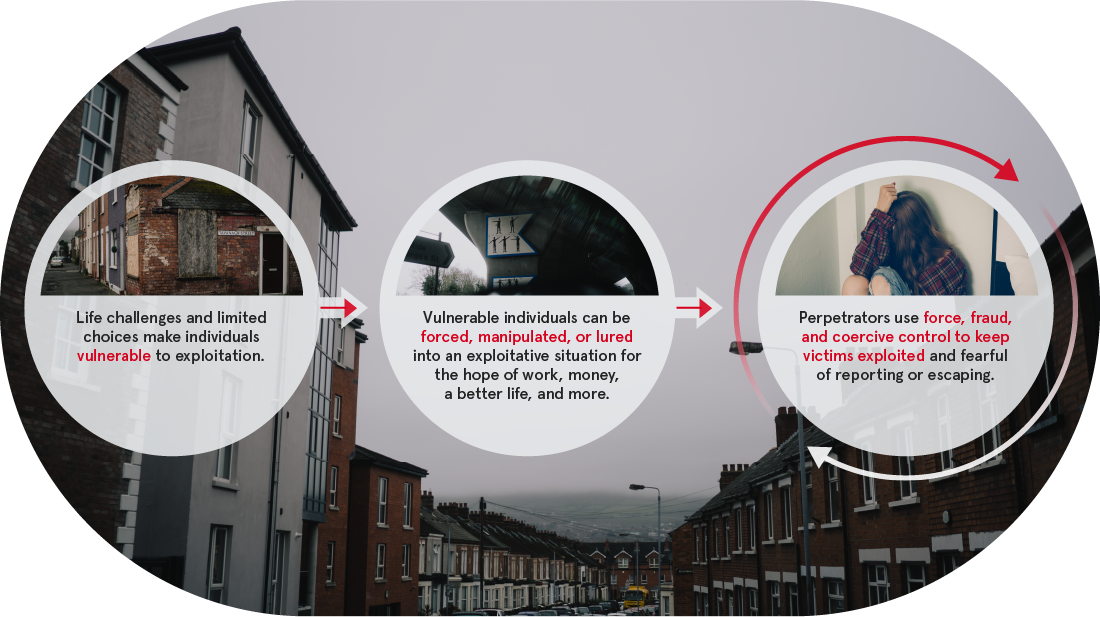 Life challenges and limited
choices make individuals
vulnerable to exploitation.
Vulnerable individuals can be
forced, manipulated, or lured
into an exploitative situation for
the hope of work, money,
a better life, and more.
Perpetrators use force, fraud,
and coercive control to keep
victims exploited and fearful
of reporting or escaping.